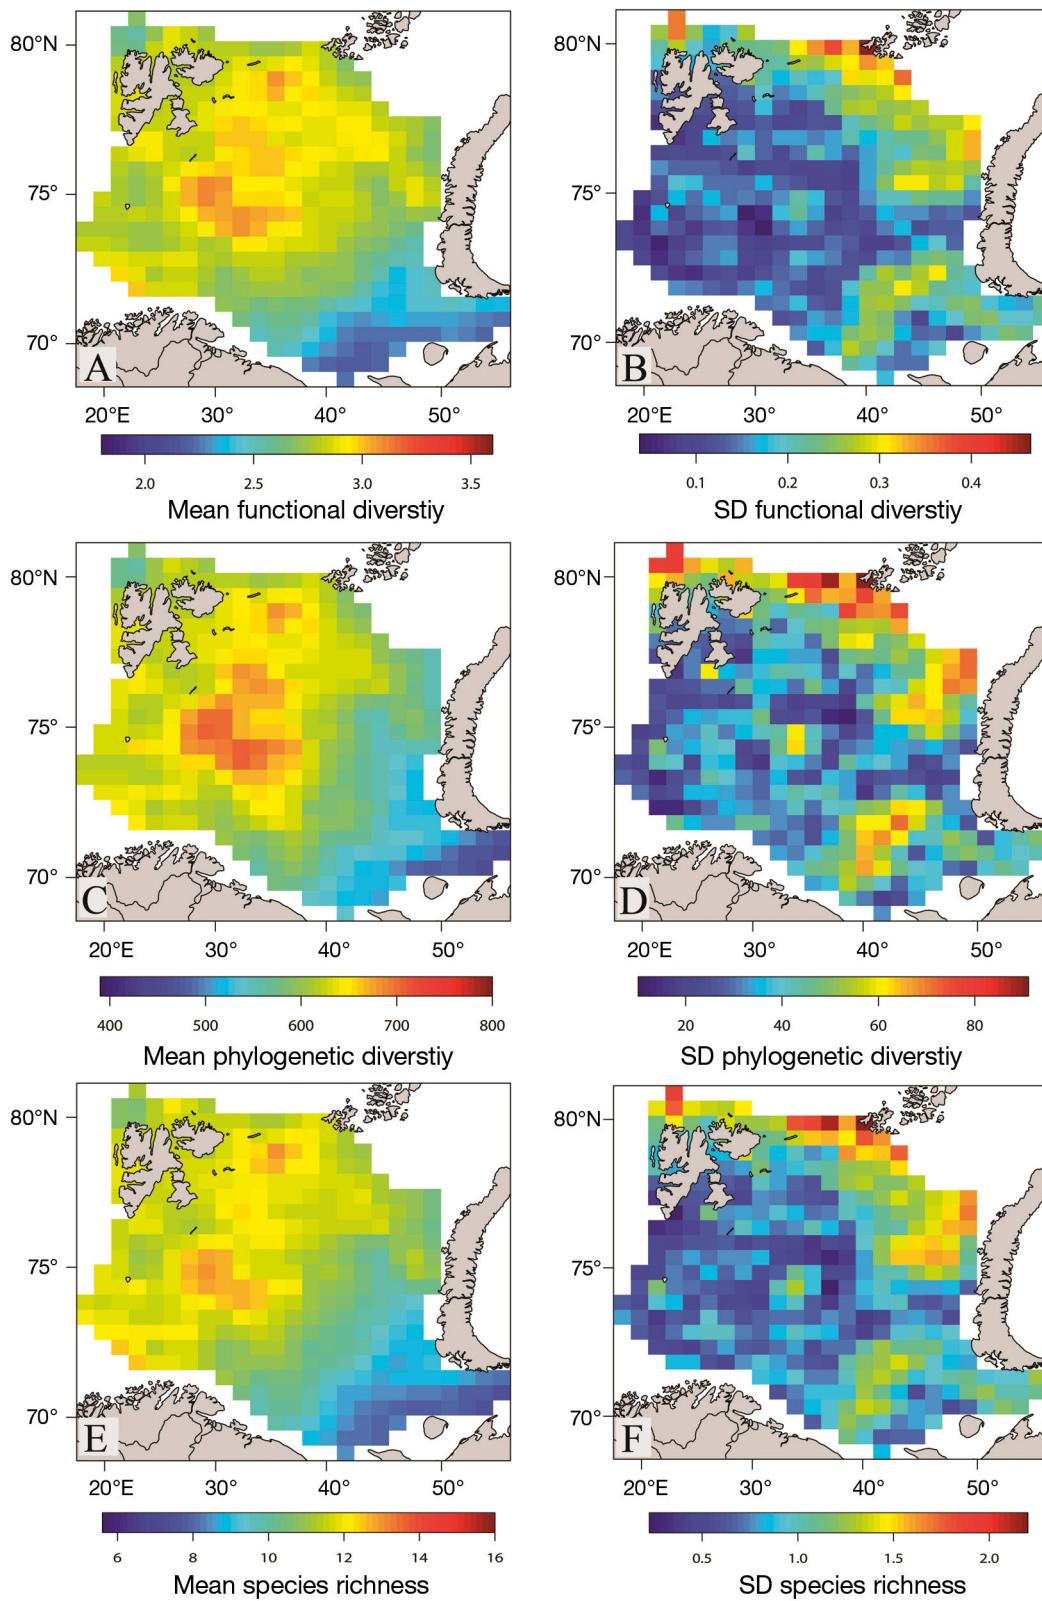 80°N
75°
70°
A
20°E 30° 40° 50°
2.0 2.5 3.0 3.5
Mean functional diverstiy
80°N
75°
70°
B
20°E 30° 40° 50°
0.1 0.2 0.3 0.4
SD functional diverstiy
80°N
75°
70°
C
20°E 30° 40° 50°
400 500 600 700 800
Mean phylogenetic diverstiy
80°N
75°
70°
D
20°E 30° 40° 50°
20 40 60 80
SD phylogenetic diverstiy
80°N
75°
70°
E
20°E 30° 40° 50°
6 8 10 12 14 16
Mean species richness
80°N
75°
70°
F
20°E 30° 40° 50°
0.5 1.0 1.5 2.0
SD species richness